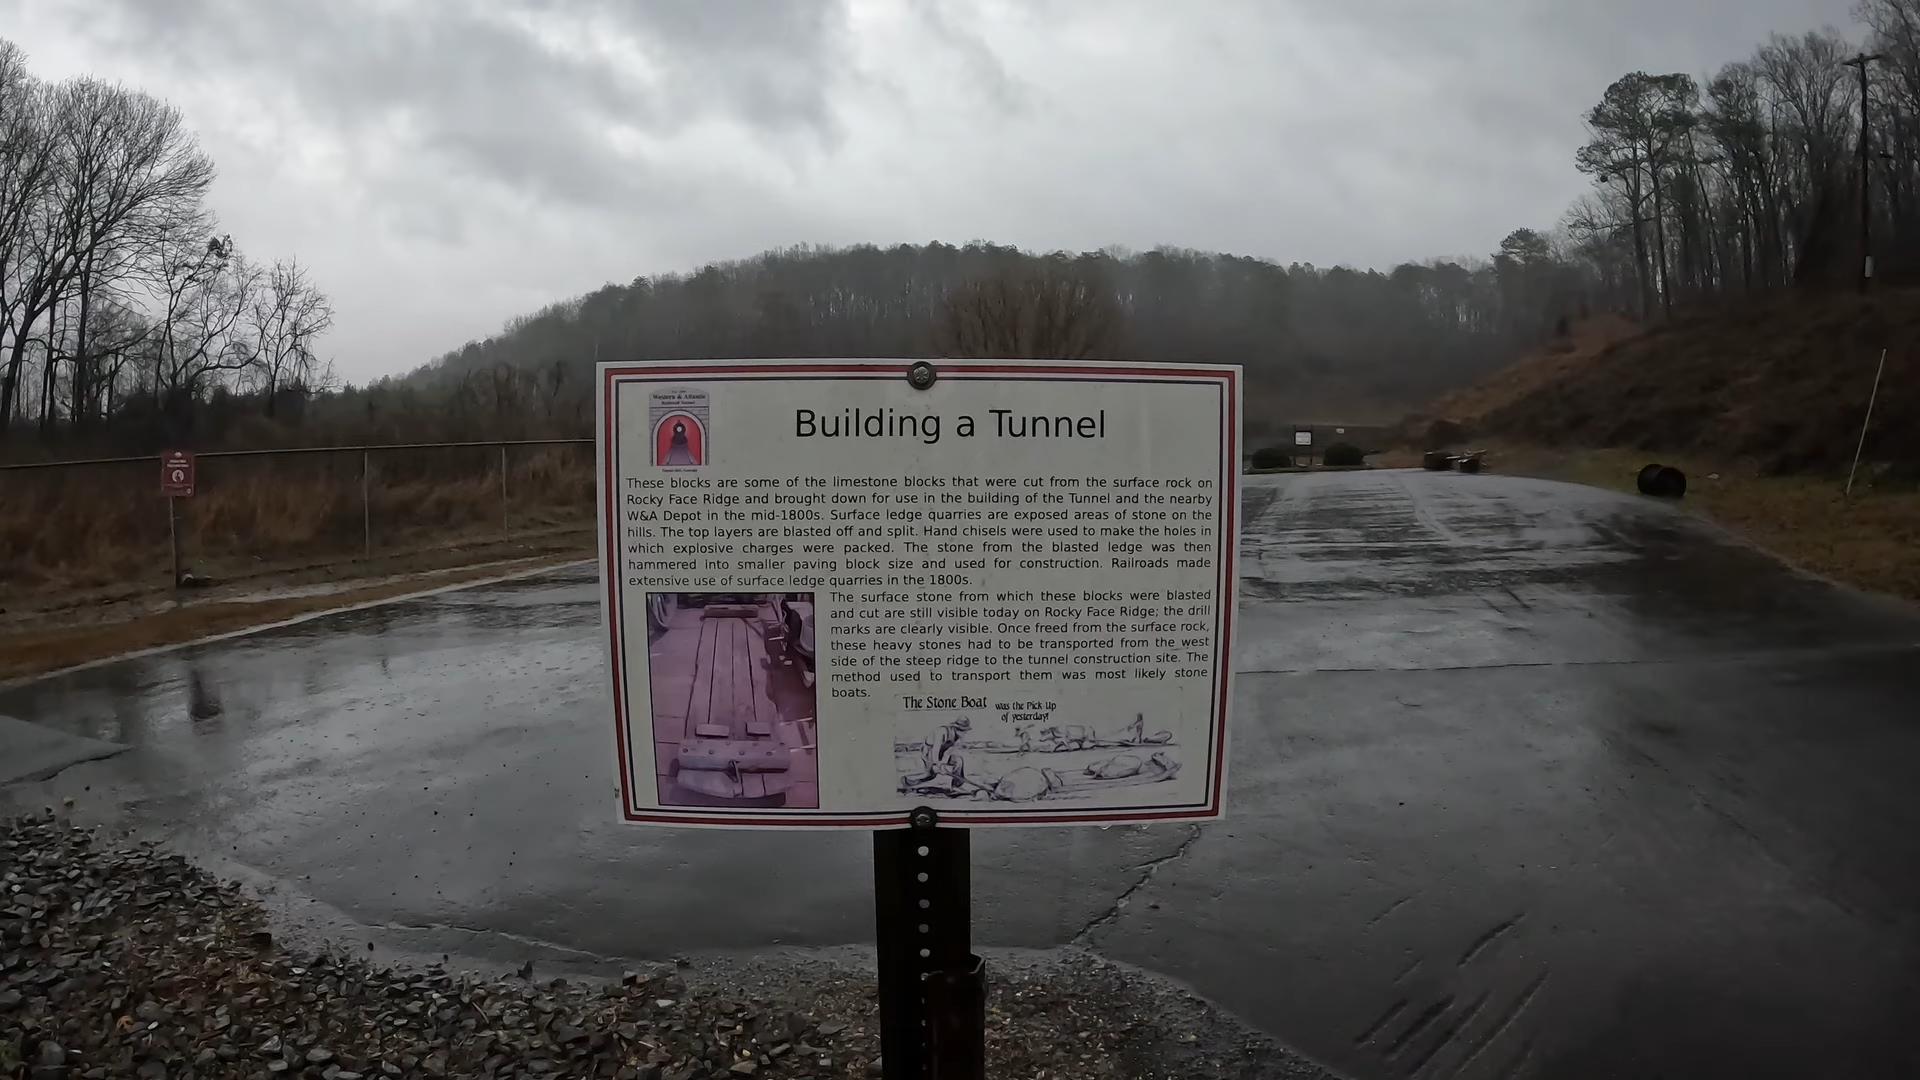 Western & Atlantic
Building a Tunnel
These blocks are some of the limestone blocks that were cut from the surface rock on
Rocky Face Ridge and brought down for use in the building of the Tunnel and the nearby
W&A Depot in the mid-1800s. Surface ledge quarries are exposed areas of stone on the
hills. The top layers are blasted off and split. Hand chisels were used to make the holes in
which explosive charges were packed. The stone from the blasted ledge was then
hammered into smaller paving block size and used for construction. Railroads made
extensive use of surface ledge quarries in the 1800s.
The surface stone from which these blocks were blasted
and cut are still visible today on Rocky Face Ridge; the drill
marks are clearly visible. Once freed from the surface rock,
these heavy stones had to be transported from the west
side of the steep ridge to the tunnel construction site. The
method used to transport them was most likely stone
boats.
The Stone Boat was the Pick Up
of yesterday!